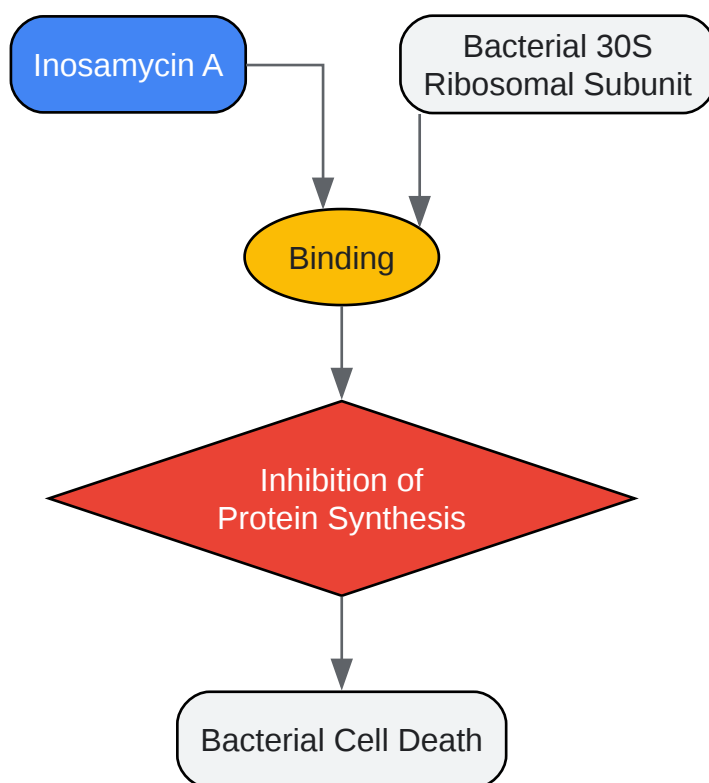 Inosamycin A
Bacterial 30S
Ribosomal Subunit
Binding
Inhibition of
Protein Synthesis
Bacterial Cell Death